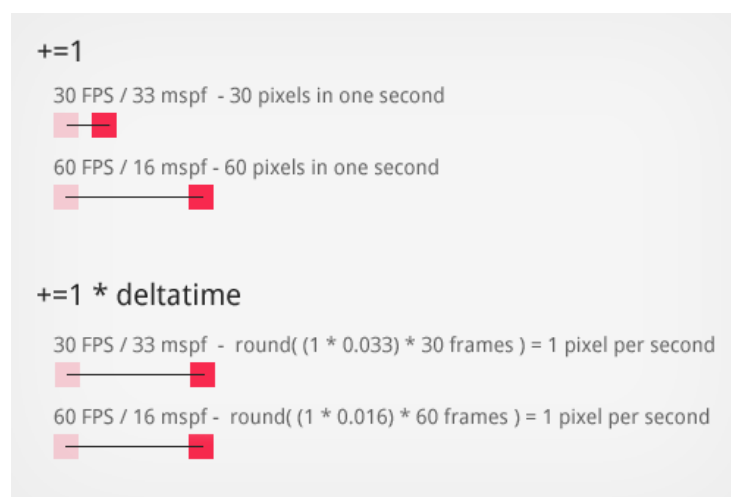 +=1
30 FPS / 33 mspf - 30 pixels in one second
60 FPS / 16 mspf - 60 pixels in one second
+=1 * deltatime
30 FPS / 33 mspf - round( (1 * 0.033) * 30 frames ) = 1 pixel per second
60 FPS / 16 mspf - round( (1 * 0.016) * 60 frames ) = 1 pixel per second